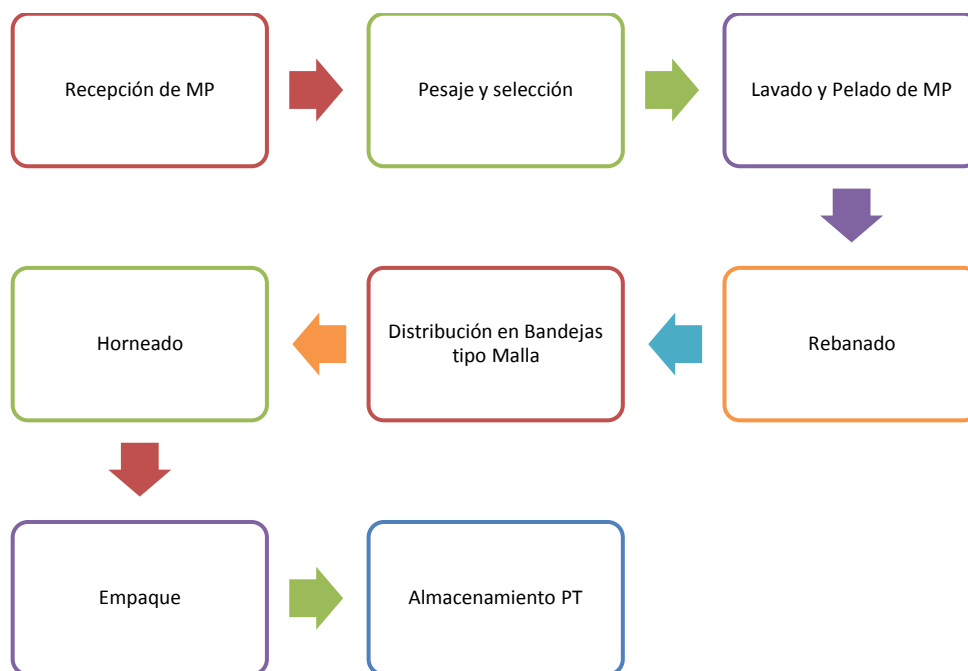 Recepción de MP
Pesaje y selección
Lavado y Pelado de MP
Rebanado
Distribución en Bandejas
tipo Malla
Horneado
Empaque
Almacenamiento PT